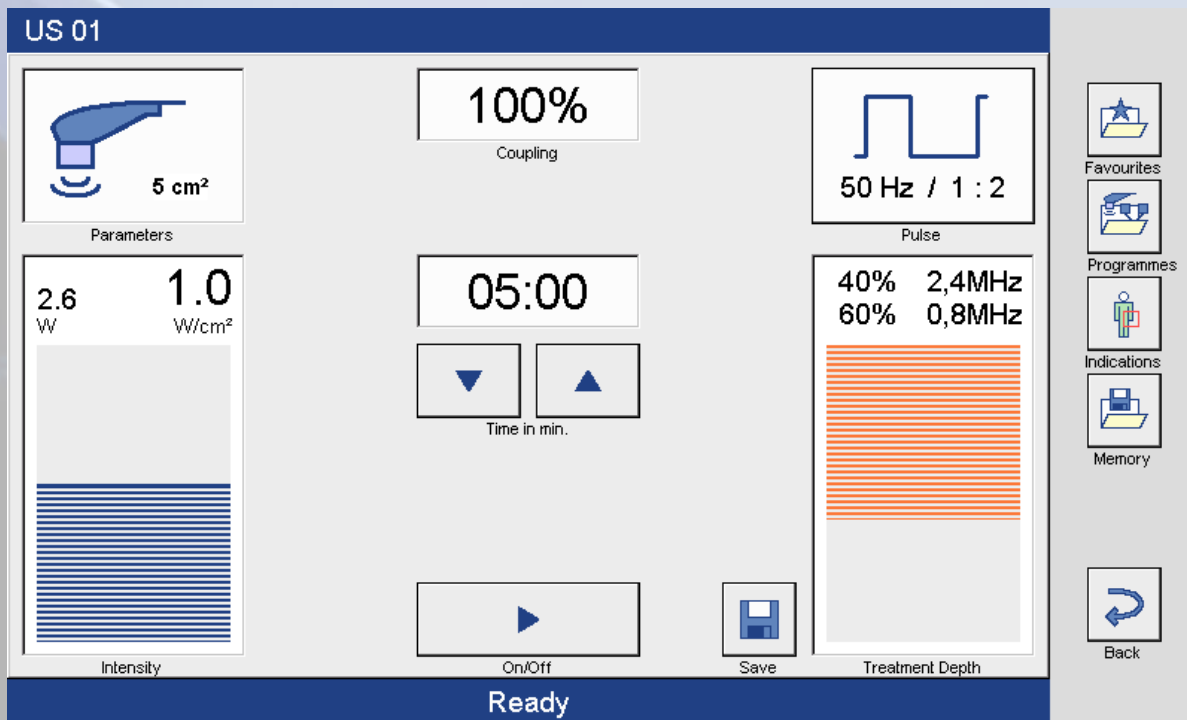 US 01
5 cm²
Parameters
100%
Coupling
50 Hz / 1 : 2
Pulse
2.6 1.0
W W/cm²
Intensity
05:00
Time in min.
On/Off
Save
40% 2,4MHz
60% 0,8MHz
Treatment Depth
Ready
Favourites
Programmes
Indications
Memory
Back